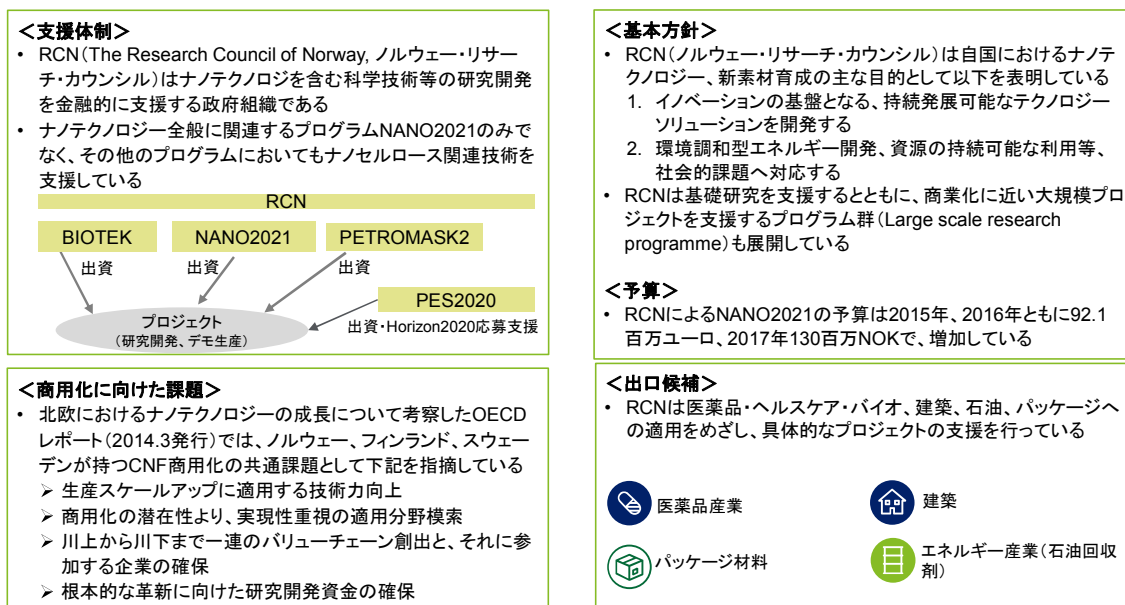 ＜支援体制＞
• RCN（The Research Council of Norway, ノルウェー・リサー
チ・カウンシル）はナノテクノロジを含む科学技術等の研究開発
を金融的に支援する政府組織である
• ナノテクノロジー全般に関連するプログラムNANO2021のみで
なく、その他のプログラムにおいてもナノセルロース関連技術を
支援している
RCN
BIOTEK
NANO2021
PETROMASK2
出資
出資
出資
PES2020
出資・Horizon2020応募支援
プロジェクト
（研究開発、デモ生産）
＜基本方針＞
• RCN（ノルウェー・リサーチ・カウンシル）は自国におけるナノテ
クノロジー、新素材育成の主な目的として以下を表明している
1. イノベーションの基盤となる、持続発展可能なテクノロジー
ソリューションを開発する
2. 環境調和型エネルギー開発、資源の持続可能な利用等、
社会的課題へ対応する
• RCNは基礎研究を支援するとともに、商業化に近い大規模プロ
ジェクトを支援するプログラム群（Large scale research
programme）も展開している
＜予算＞
• RCNによるNANO2021の予算は2015年、2016年ともに92.1
百万ユーロ、2017年130百万NOKで、増加している
＜商用化に向けた課題＞
• 北欧におけるナノテクノロジーの成長について考察したOECD
レポート（2014.3発行）では、ノルウェー、フィンランド、スウェー
デンが持つCNF商用化の共通課題として下記を指摘している
➢ 生産スケールアップに適用する技術力向上
➢ 商用化の潜在性より、実現性重視の適用分野模索
➢ 川上から川下まで一連のバリューチェーン創出と、それに参
加する企業の確保
➢ 根本的な革新に向けた研究開発資金の確保
＜出口候補＞
• RCNは医薬品・ヘルスケア・バイオ、建築、石油、パッケージへ
の適用をめざし、具体的なプロジェクトの支援を行っている
医薬品産業
建築
パッケージ材料
エネルギー産業（石油回収
剤）